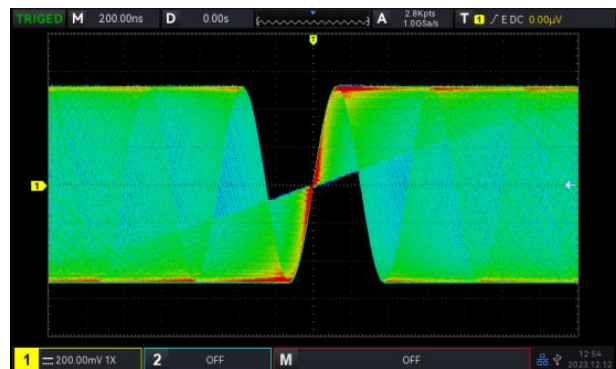 TRIGED M 200.00ns D 0.00s A 2.8Kpts 1.0GSa/s T 1 E DC 0.00µV
T
1
1 200.00mV 1X 2 OFF M OFF 12:54
2023.12.12